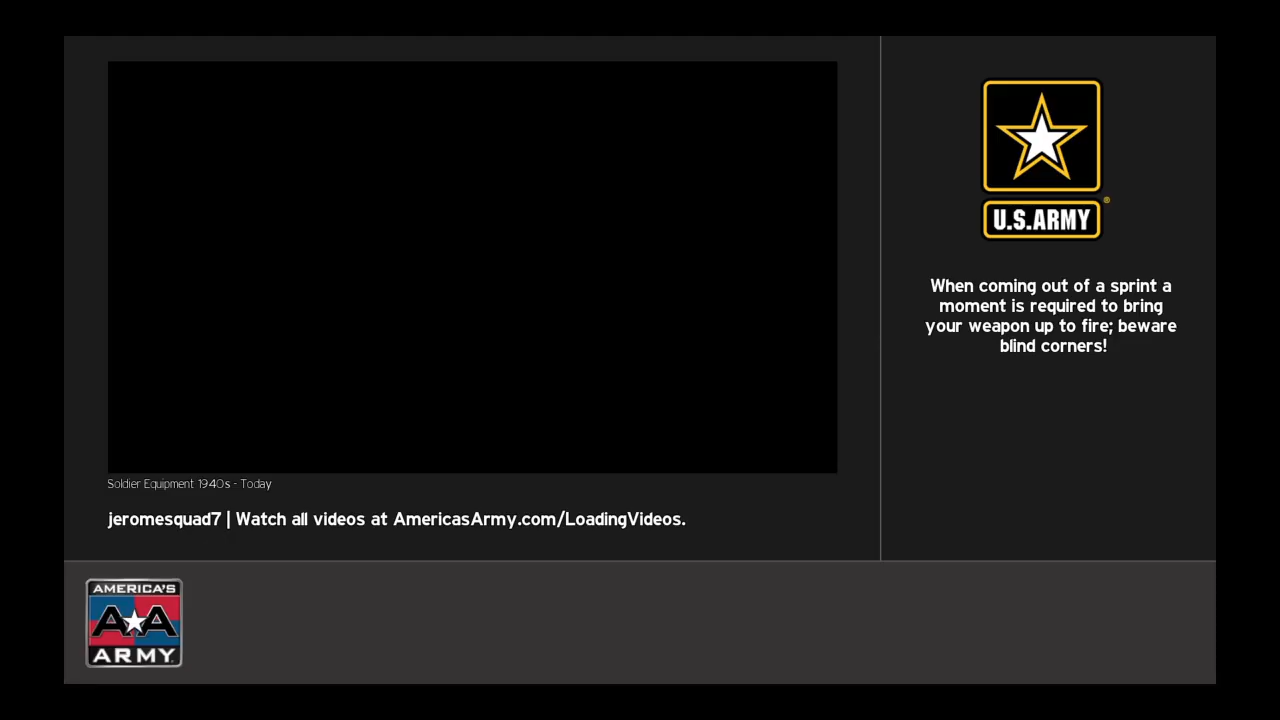 U.S.ARMY
®
When coming out of a sprint a
moment is required to bring
your weapon up to fire; beware
blind corners!
Soldier Equipment 1940s - Today
jeromesquad7 | Watch all videos at AmericasArmy.com/LoadingVideos.
AMERICA'S
AA
ARMY